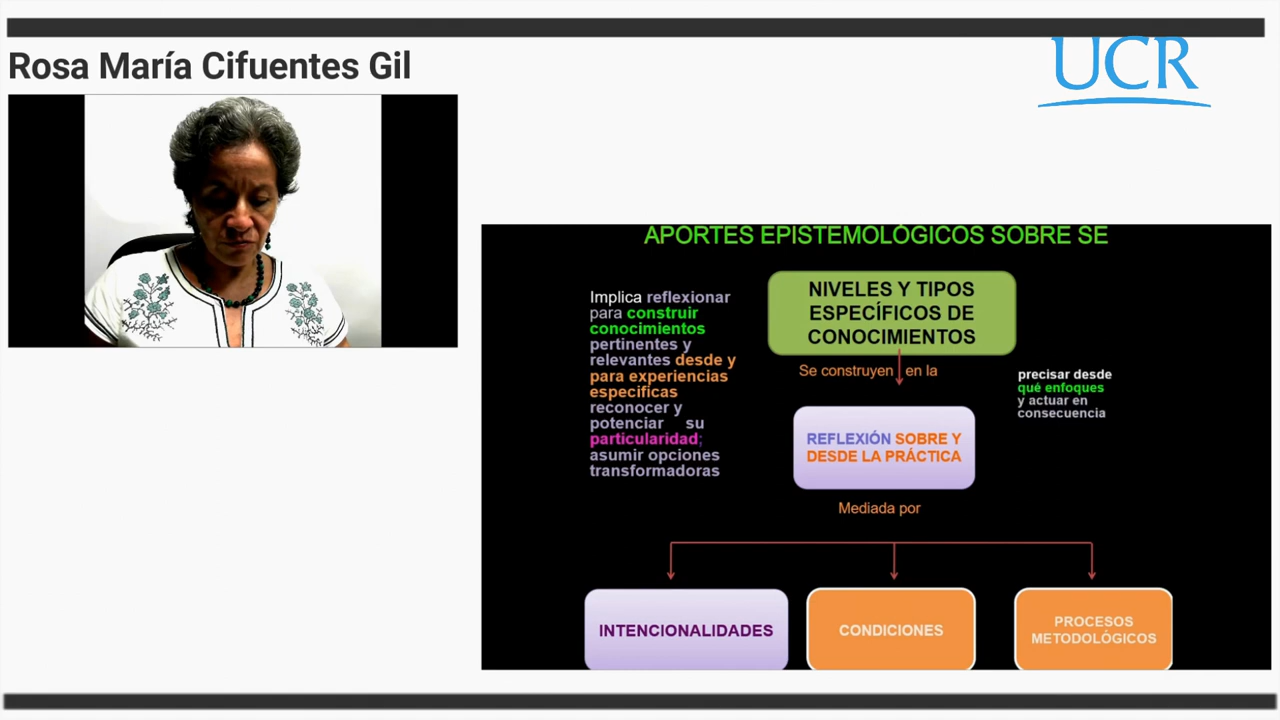 Rosa María Cifuentes Gil
UCR
APORTES EPISTEMOLÓGICOS SOBRE SE
Implica reflexionar
para construir
conocimientos
pertinentes y
relevantes desde y
para experiencias
especificas
reconocer y
potenciar su
particularidad;
asumir opciones
transformadoras
NIVELES Y TIPOS
ESPECÍFICOS DE
CONOCIMIENTOS
Se construyen en la
precisar desde
qué enfoques
y actuar en
consecuencia
REFLEXIÓN SOBRE Y
DESDE LA PRÁCTICA
Mediada por
INTENCIONALIDADES
CONDICIONES
PROCESOS
METODOLÓGICOS